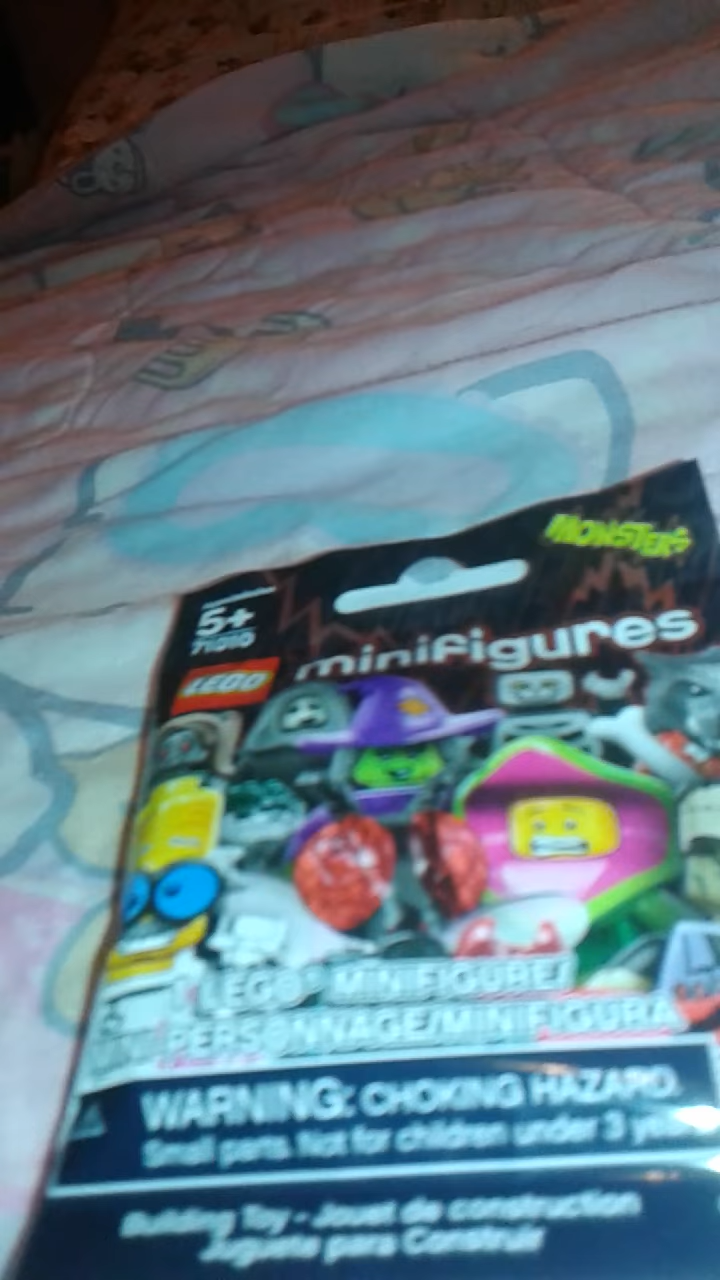 MONSTERS
5+
71010
minifigures
LEGO
1 LEGO® MINIFIGURE/
PERSONNAGE/MINIFIGURA
WARNING: CHOKING HAZARD.
Small parts. Not for children under 3
Building Toy - Jouet de construction
Juguete para Construir